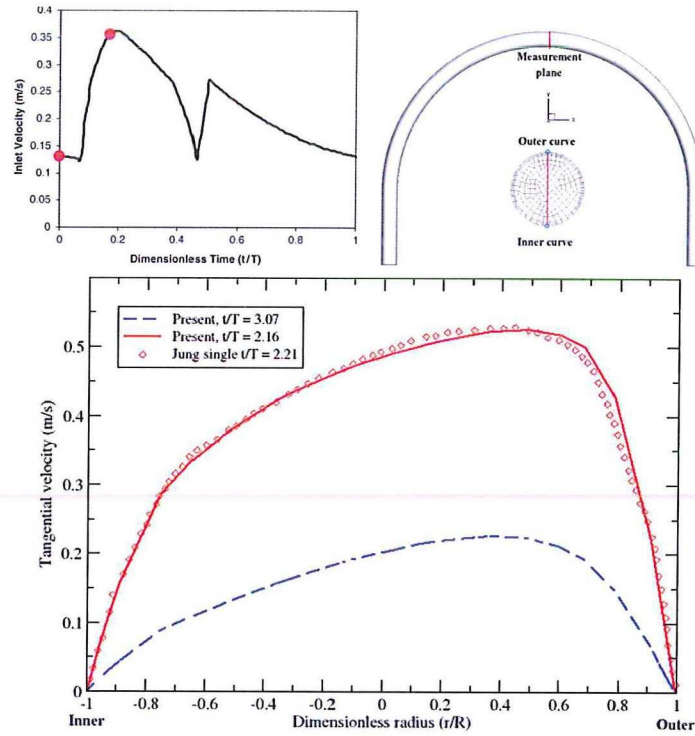 0.4
0.35
0.3
0.25
0.2
0.15
0.1
0.05
0
Inlet Velocity (m/s)
0 0.2 0.4 0.6 0.8 1
Dimensionless Time (t/T)
Measurement
plane
Y
X
Outer curve
Inner curve
Present, t/T = 3.07
Present, t/T = 2.16
Jung single t/T = 2.21
0.5
0.4
0.3
0.2
0.1
0
Tangential velocity (m/s)
-1 -0.8 -0.6 -0.4 -0.2 0 0.2 0.4 0.6 0.8 1
Inner Dimensionless radius (r/R) Outer